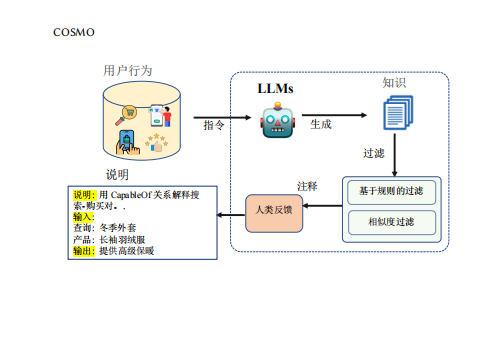 COSMO
用户行为
LLMs
知识
指令
生成
过滤
说明
注释
基于规则的过滤
人类反馈
相似度过滤
说明: 用 CapableOf 关系解释搜
索-购买对。.
输入:
查询: 冬季外套
产品: 长袖羽绒服
输出: 提供高级保暖